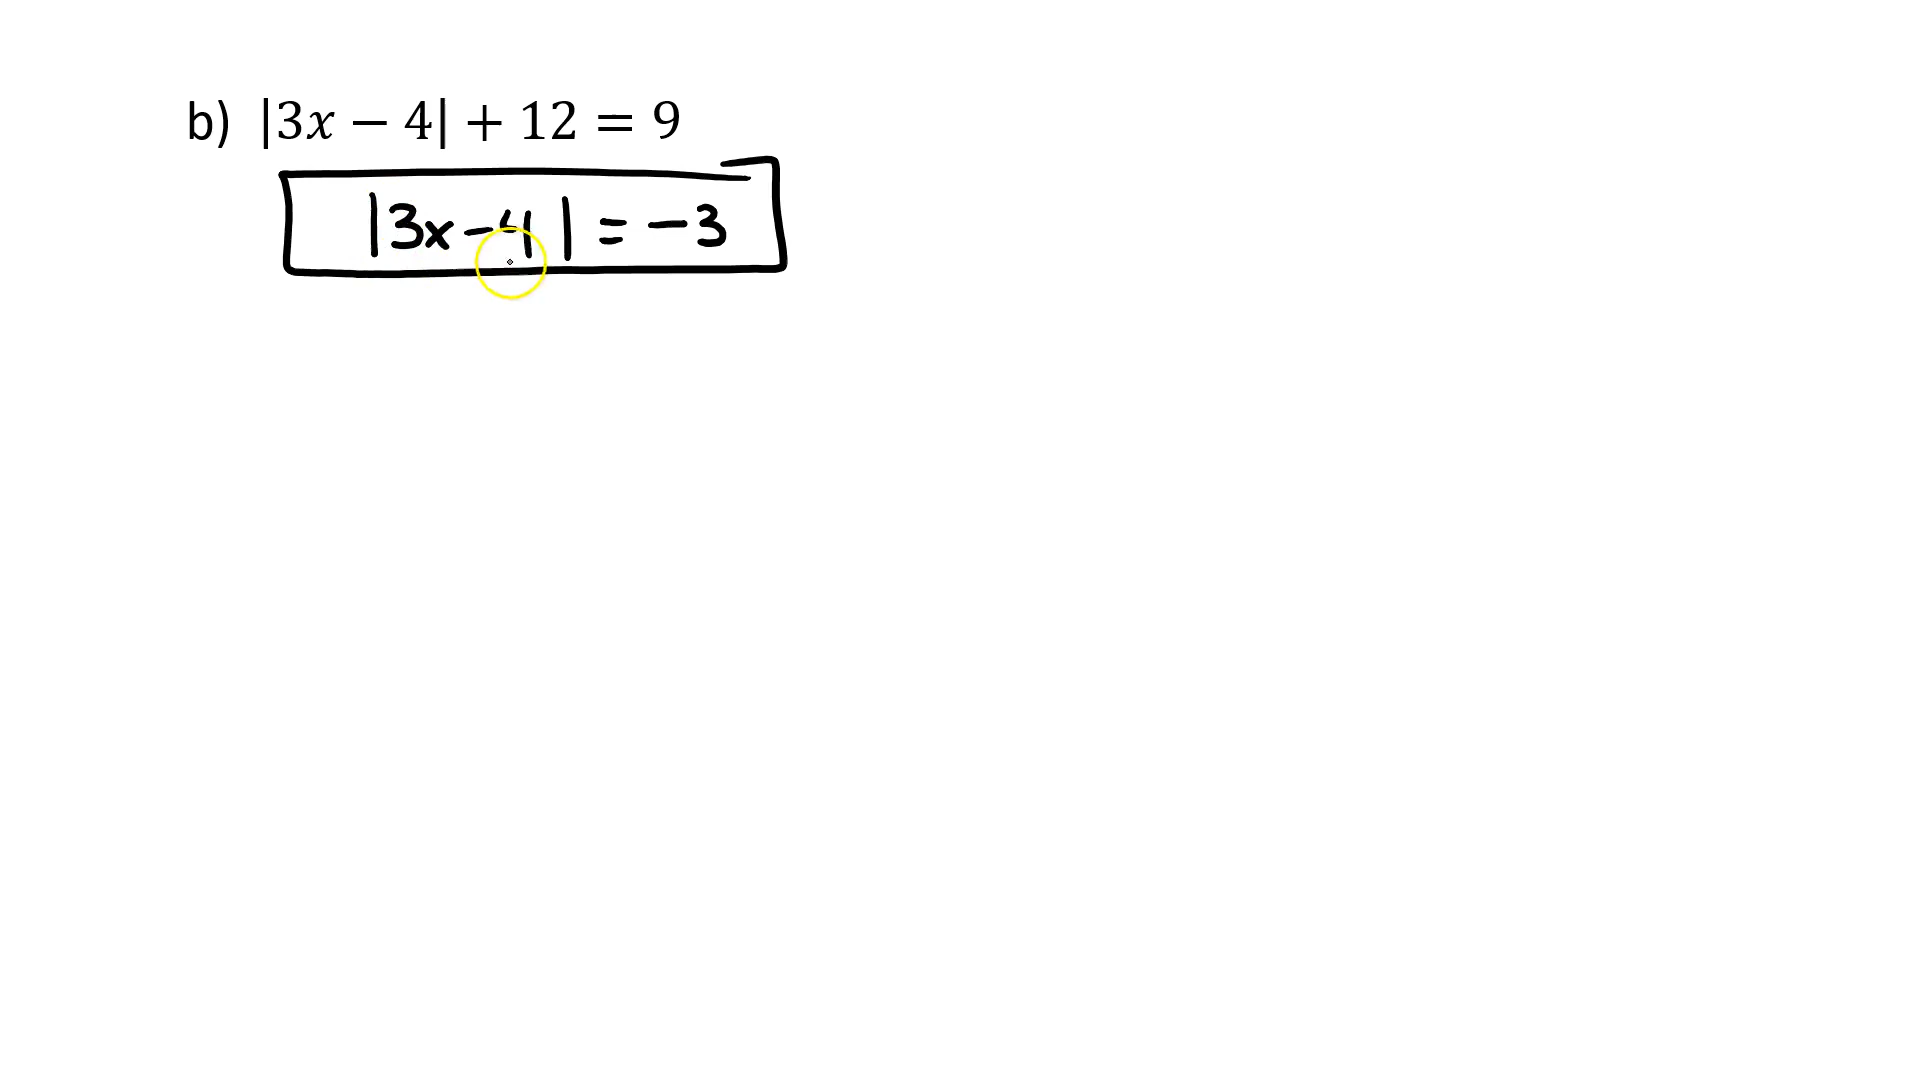 b) |3x − 4| + 12 = 9
|3x-4| = -3